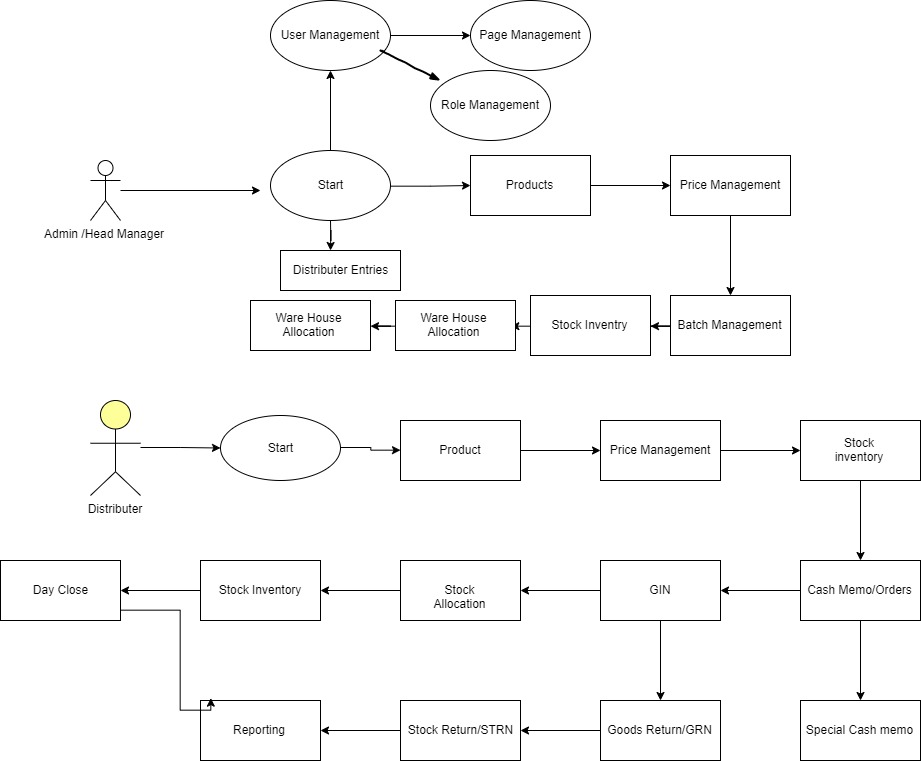 User Management
Page Management
Role Management
Start
Products
Price Management
Admin /Head Manager
Distributer Entries
Ware House
Allocation
Ware House
Allocation
Stock Inventry
Batch Management
Start
Product
Price Management
Stock
inventory
Distributer
Day Close
Stock Inventory
Stock
Allocation
GIN
Cash Memo/Orders
Reporting
Stock Return/STRN
Goods Return/GRN
Special Cash memo